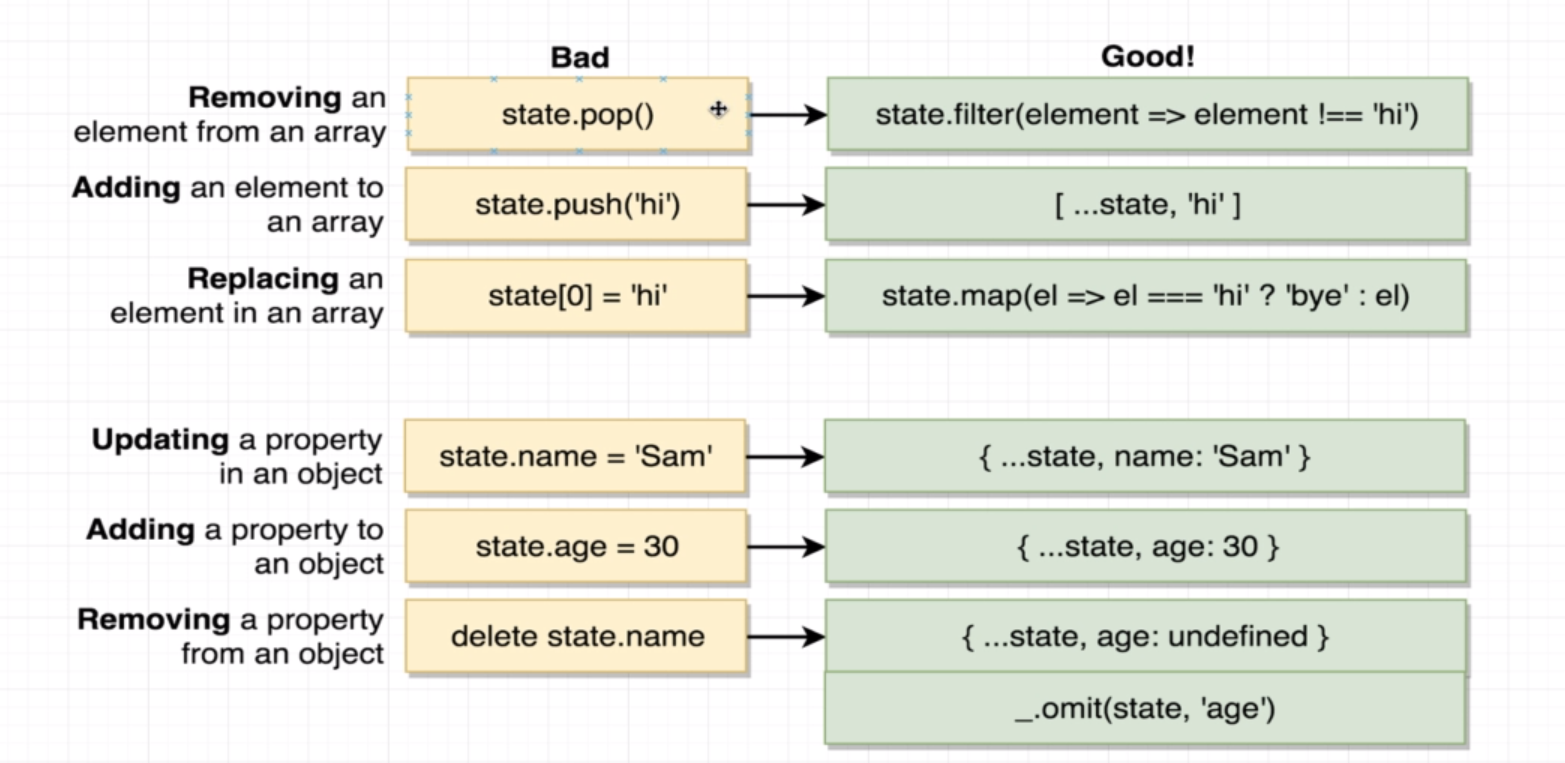 Bad
Good!
Removing an
element from an array
state.pop()
state.filter(element => element !== 'hi')
Adding an element to
an array
state.push('hi')
[ ...state, 'hi' ]
Replacing an
element in an array
state[0] = 'hi'
state.map(el => el === 'hi' ? 'bye' : el)
Updating a property
in an object
state.name = 'Sam'
{ ...state, name: 'Sam' }
Adding a property to
an object
state.age = 30
{ ...state, age: 30 }
Removing a property
from an object
delete state.name
{ ...state, age: undefined }
_.omit(state, 'age')